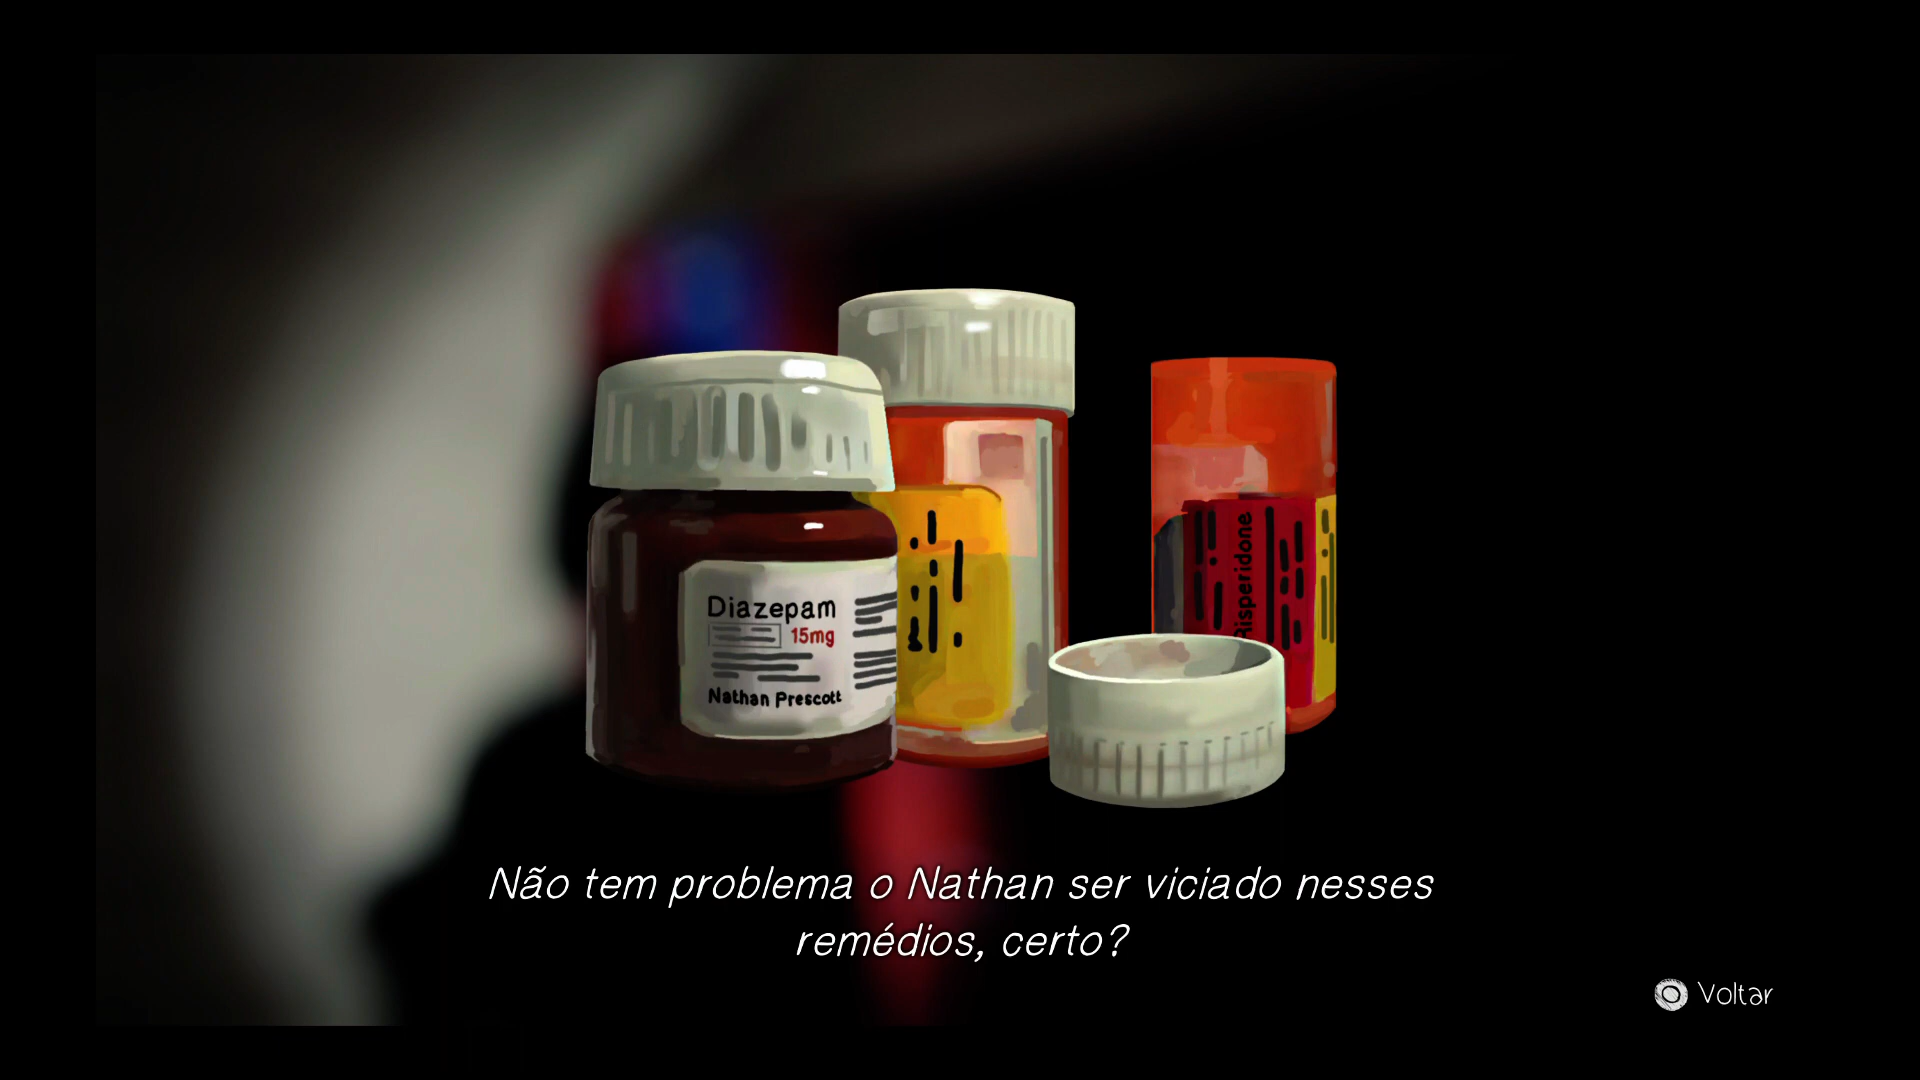 Diazepam
15mg
Nathan Prescott
Risperidone
Não tem problema o Nathan ser viciado nesses
remédios, certo?
Voltar